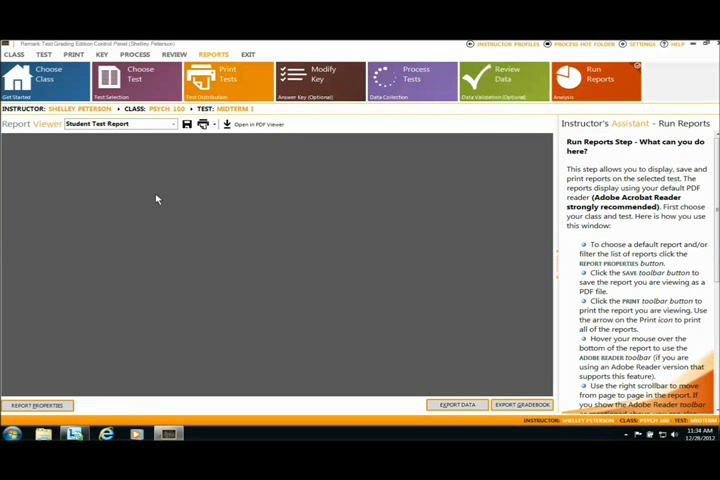 Remark Test Grading Edition Control Panel (Shelley Peterson)
CLASS TEST PRINT KEY PROCESS REVIEW REPORTS EXIT
INSTRUCTOR PROFILES PROCESS HOT FOLDER SETTINGS HELP
Choose Class
Get Started
Choose Test
Test Selection
Print Tests
Test Distribution
Modify Key
Answer Key (Optional)
Process Tests
Data Collection
Review Data
Data Validation (Optional)
Run Reports
Analysis
INSTRUCTOR: SHELLEY PETERSON CLASS: PSYCH 100 TEST: MIDTERM 1
Report Viewer Student Test Report Open in PDF Viewer
REPORT PROPERTIES
EXPORT DATA EXPORT GRADEBOOK
Instructor's Assistant - Run Reports
Run Reports Step - What can you do
here?
This step allows you to display, save and
print reports on the selected test. The
reports display using your default PDF
reader (Adobe Acrobat Reader
strongly recommended). First choose
your class and test. Here is how you use
this window:
To choose a default report and/or
filter the list of reports click the
REPORT PROPERTIES button.
Click the SAVE toolbar button to
save the report you are viewing as a
PDF file.
Click the PRINT toolbar button to
print the report you are viewing. Use
the arrow on the Print icon to print
all of the reports.
Hover your mouse over the
bottom of the report to use the
ADOBE READER toolbar (if you are
using an Adobe Reader version that
supports this feature).
Use the right scrollbar to move
from page to page in the report. If
you show the Adobe Reader toolbar
INSTRUCTOR: SHELLEY PETERSON CLASS: PSYCH 100 TEST: MIDTERM
11:34 AM
12/28/2012